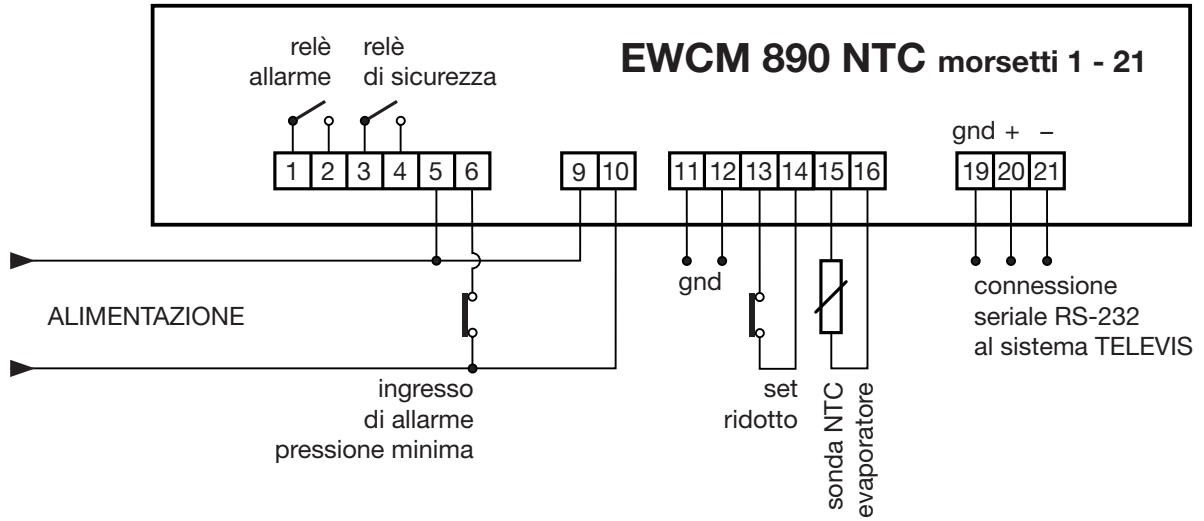 EWCM 890 NTC morsetti 1 - 21
relè
allarme
relè
di sicurezza
gnd + –
1 2 3 4 5 6 9 10 11 12 13 14 15 16 19 20 21
gnd
ALIMENTAZIONE
connessione
seriale RS-232
al sistema TELEVIS
ingresso
di allarme
pressione minima
set
ridotto
sonda NTC
evaporatore